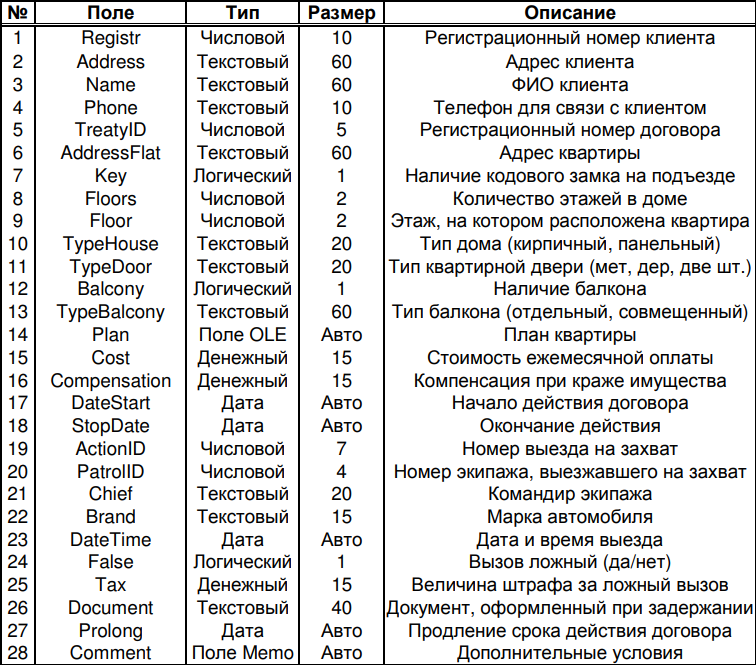 № Поле Тип Размер Описание
1 Registr Числовой 10 Регистрационный номер клиента
2 Address Текстовый 60 Адрес клиента
3 Name Текстовый 60 ФИО клиента
4 Phone Текстовый 10 Телефон для связи с клиентом
5 TreatyID Числовой 5 Регистрационный номер договора
6 AddressFlat Текстовый 60 Адрес квартиры
7 Key Логический 1 Наличие кодового замка на подъезде
8 Floors Числовой 2 Количество этажей в доме
9 Floor Числовой 2 Этаж, на котором расположена квартира
10 TypeHouse Текстовый 20 Тип дома (кирпичный, панельный)
11 TypeDoor Текстовый 20 Тип квартирной двери (мет, дер, две шт.)
12 Balcony Логический 1 Наличие балкона
13 TypeBalcony Текстовый 60 Тип балкона (отдельный, совмещенный)
14 Plan Поле OLE Авто План квартиры
15 Cost Денежный 15 Стоимость ежемесячной оплаты
16 Compensation Денежный 15 Компенсация при краже имущества
17 DateStart Дата Авто Начало действия договора
18 StopDate Дата Авто Окончание действия
19 ActionID Числовой 7 Номер выезда на захват
20 PatrolID Числовой 4 Номер экипажа, выезжавшего на захват
21 Chief Текстовый 20 Командир экипажа
22 Brand Текстовый 15 Марка автомобиля
23 DateTime Дата Авто Дата и время выезда
24 False Логический 1 Вызов ложный (да/нет)
25 Tax Денежный 15 Величина штрафа за ложный вызов
26 Document Текстовый 40 Документ, оформленный при задержании
27 Prolong Дата Авто Продление срока действия договора
28 Comment Поле Memo Авто Дополнительные условия